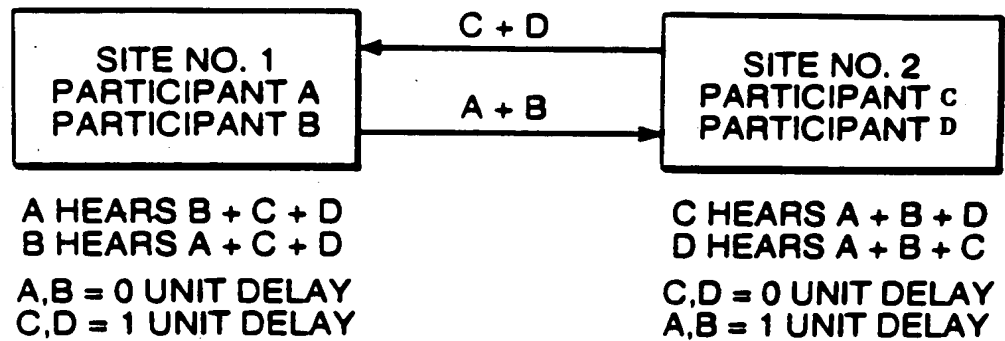 C + D
SITE NO. 1
PARTICIPANT A
PARTICIPANT B
A + B
SITE NO. 2
PARTICIPANT C
PARTICIPANT D
A HEARS B + C + D
B HEARS A + C + D
A,B = 0 UNIT DELAY
C,D = 1 UNIT DELAY
C HEARS A + B + D
D HEARS A + B + C
C,D = 0 UNIT DELAY
A,B = 1 UNIT DELAY